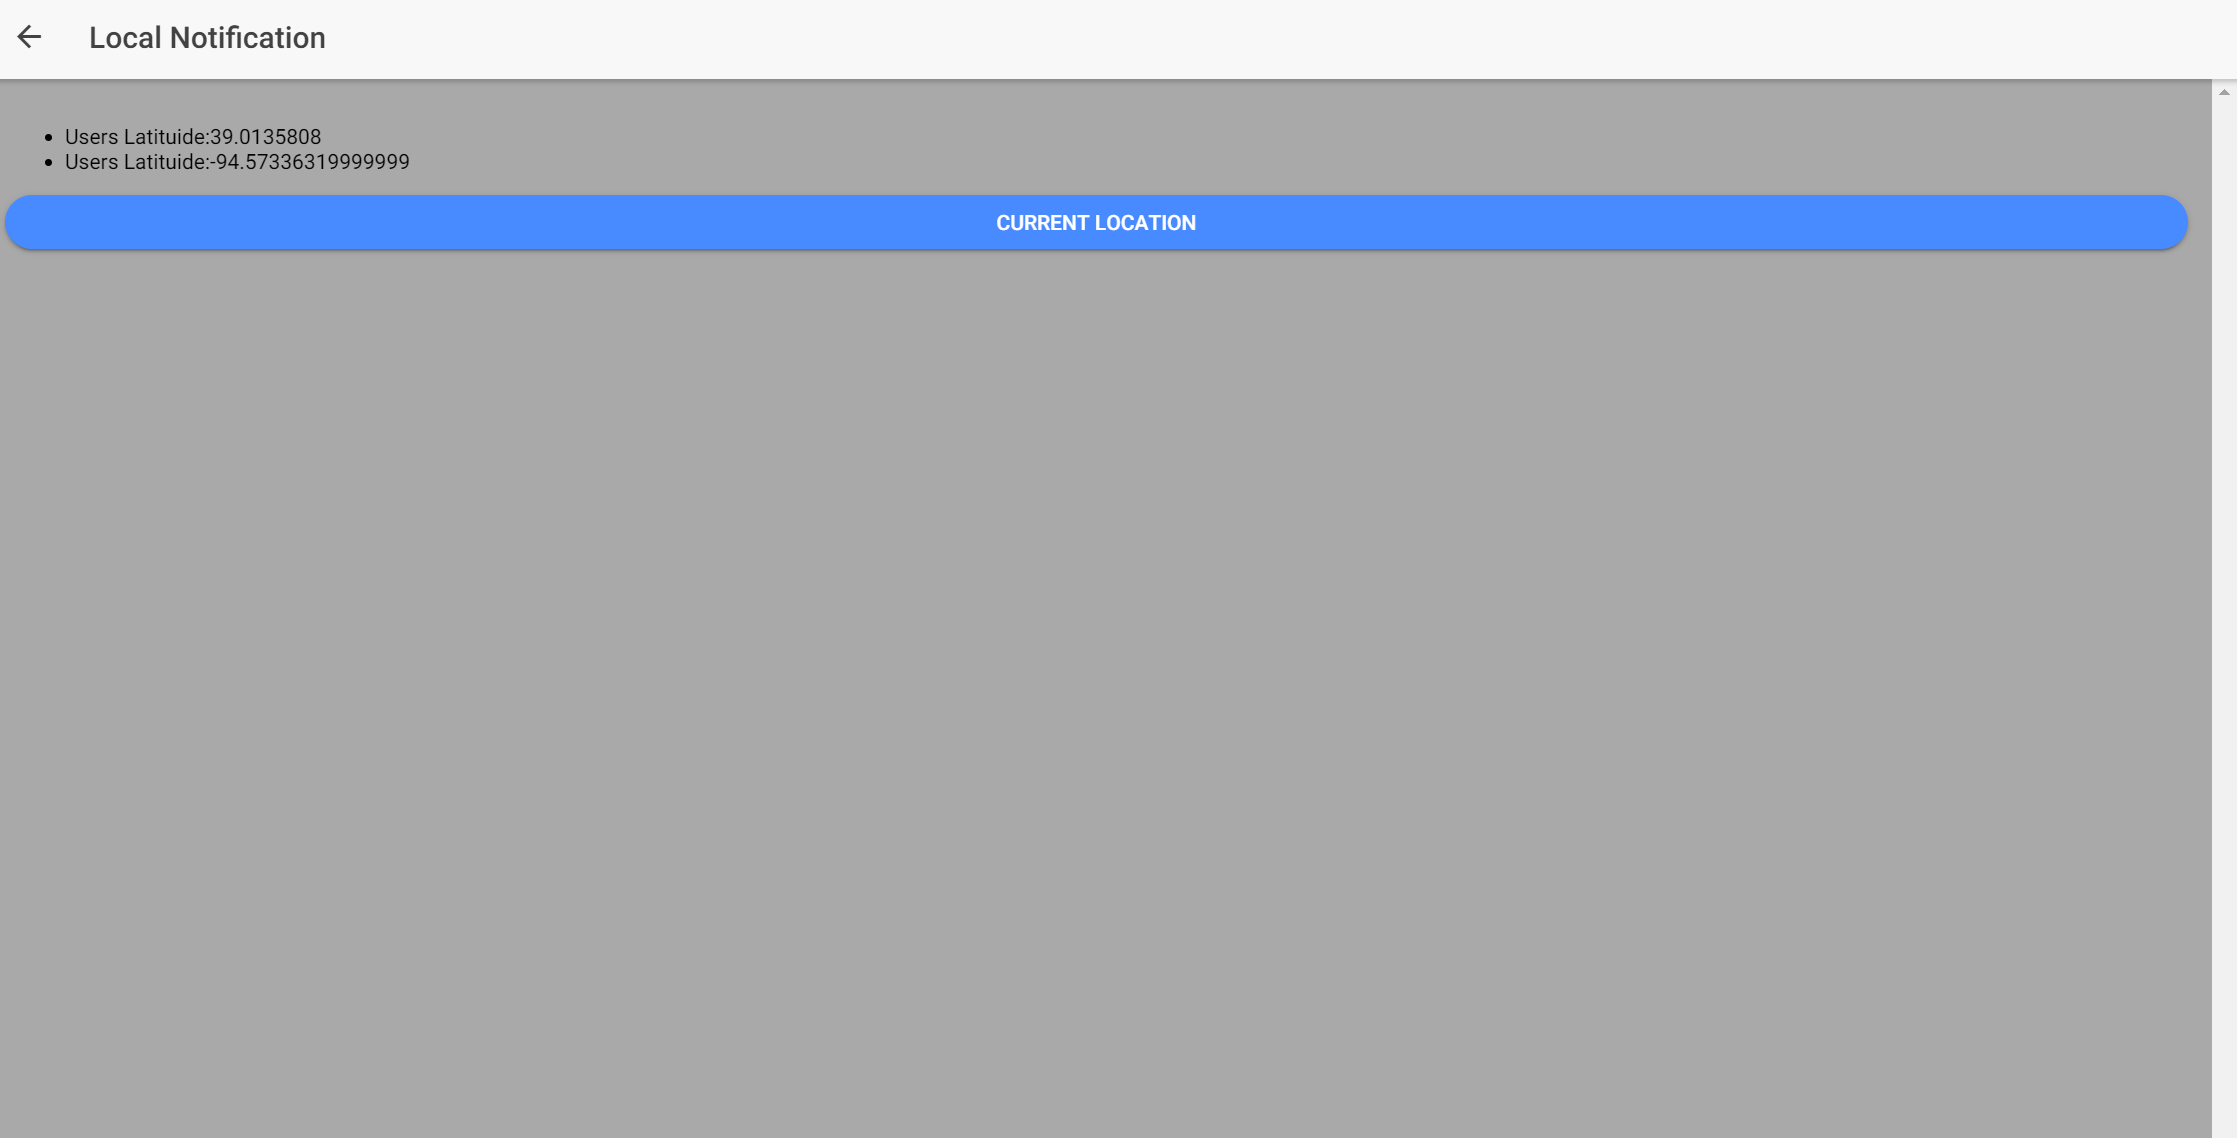 Local Notification
Users Latituide:39.0135808
Users Latituide:-94.57336319999999
CURRENT LOCATION